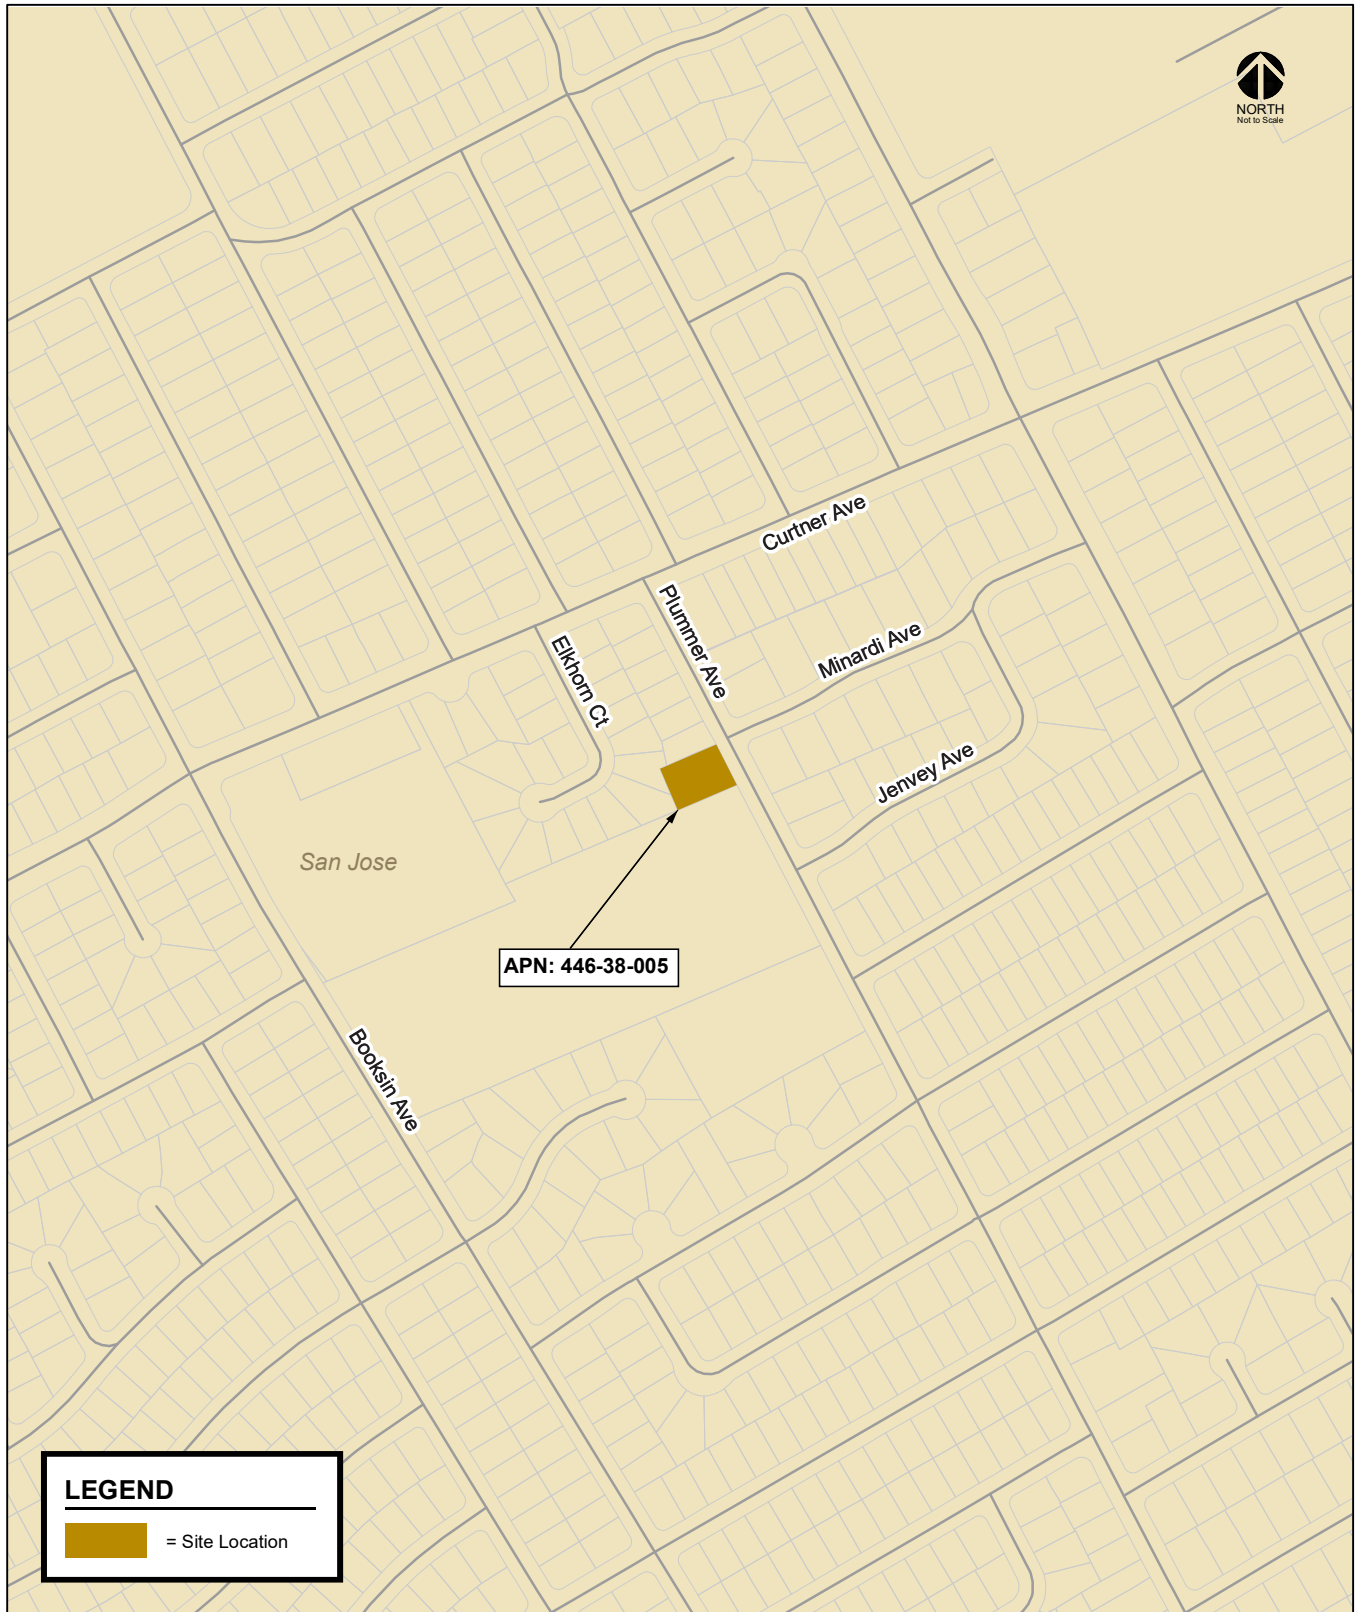 NORTH
Not to Scale
Curtner Ave
Plummer Ave
Elkhorn Ct
Minardi Ave
Jenvey Ave
San Jose
APN: 446-38-005
Booksin Ave
LEGEND
= Site Location